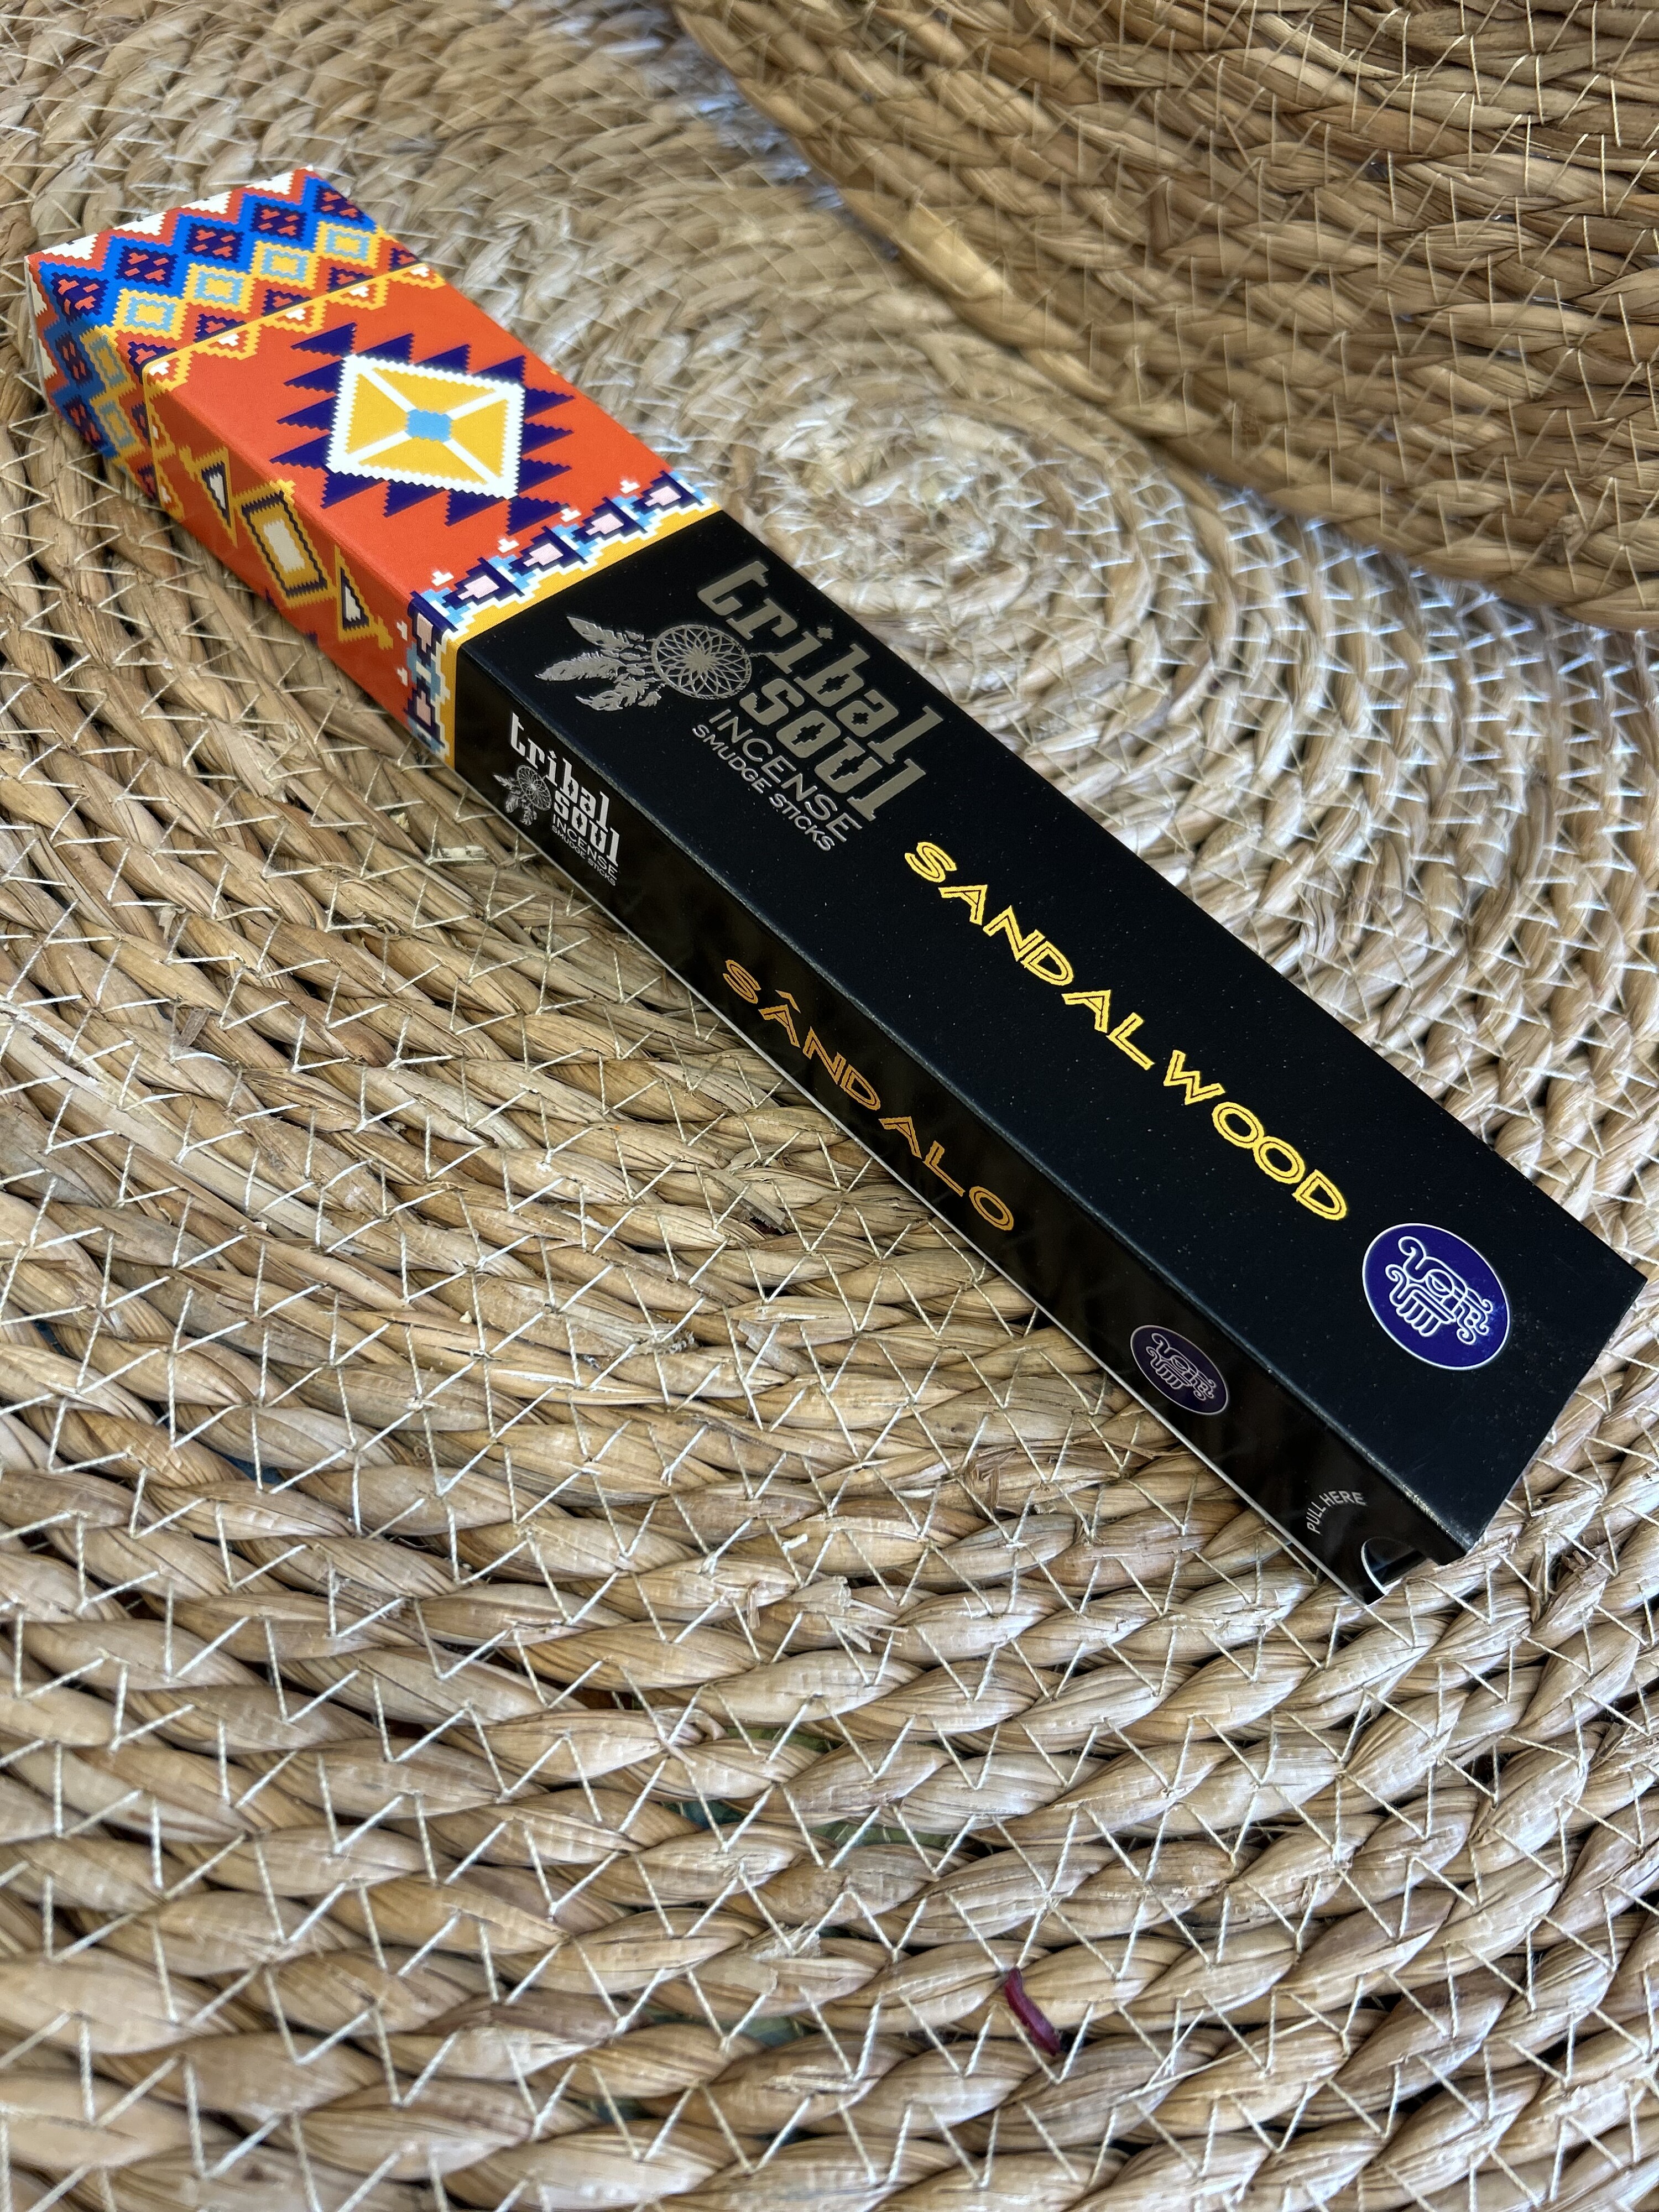 tribal
soul
INCENSE
SMUDGE STICKS
SANDALWOOD
tribal
soul
INCENSE
SMUDGE STICKS
SÂNDALO
PULL HERE